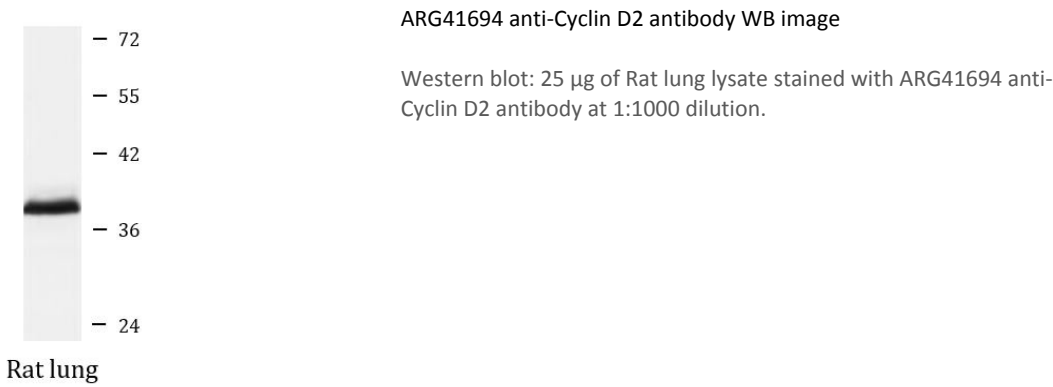 ARG41694 anti-Cyclin D2 antibody WB image
Western blot: 25 µg of Rat lung lysate stained with ARG41694 anti-
Cyclin D2 antibody at 1:1000 dilution.
72
55
42
36
24
Rat lung